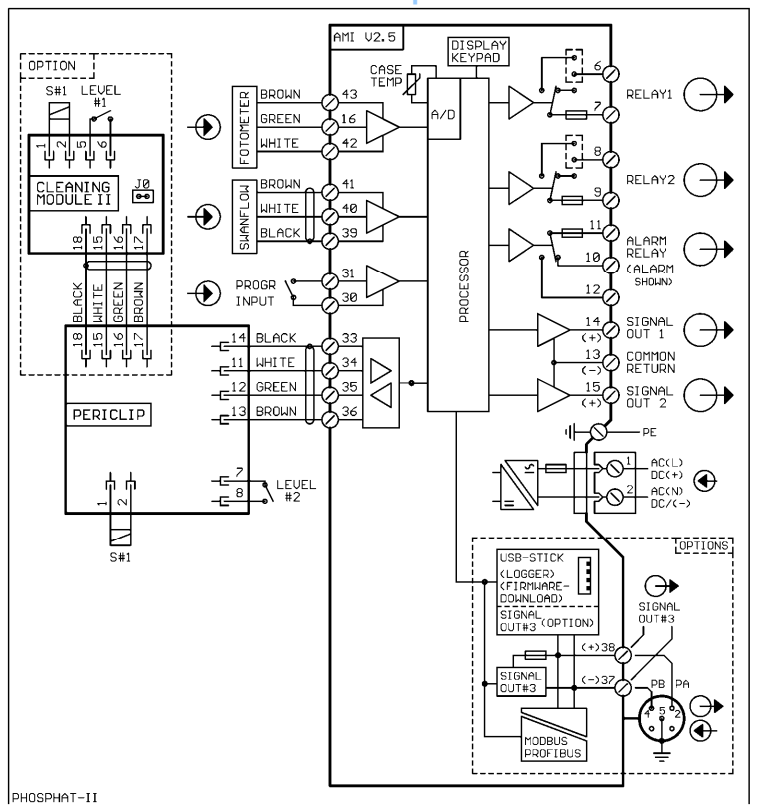 AMI V2.5
DISPLAY
KEYPAD
CASE
TEMP
A/D
PROCESSOR
OPTION
S#1
LEVEL
#1
1
2
5
6
CLEANING
MODULE II
J0
18
15
16
17
BLACK
WHITE
GREEN
BROWN
18
15
16
17
PERICLIP
14 BLACK 33
11 WHITE 34
12 GREEN 35
13 BROWN 36
7
8
LEVEL
#2
1
2
S#1
FOTOMETER
BROWN 43
GREEN 16
WHITE 42
SWANFLOW
BROWN 41
WHITE 40
BLACK 39
PROGR
INPUT
31
30
6
RELAY1
7
8
RELAY2
9
11
ALARM
RELAY
10
(ALARM
SHOWN)
12
14
(+)
SIGNAL
OUT 1
13
(-)
COMMON
RETURN
15
(+)
SIGNAL
OUT 2
PE
1
AC(L)
DC(+)
2
AC(N)
DC/(-)
OPTIONS
USB-STICK
(LOGGER)
(FIRMWARE-
DOWNLOAD)
SIGNAL
OUT#3 (OPTION)
SIGNAL
OUT#3
(+)38
(-)37
SIGNAL
OUT#3
PB PA
4 5 2
MODBUS
PROFIBUS
PHOSPHAT-II